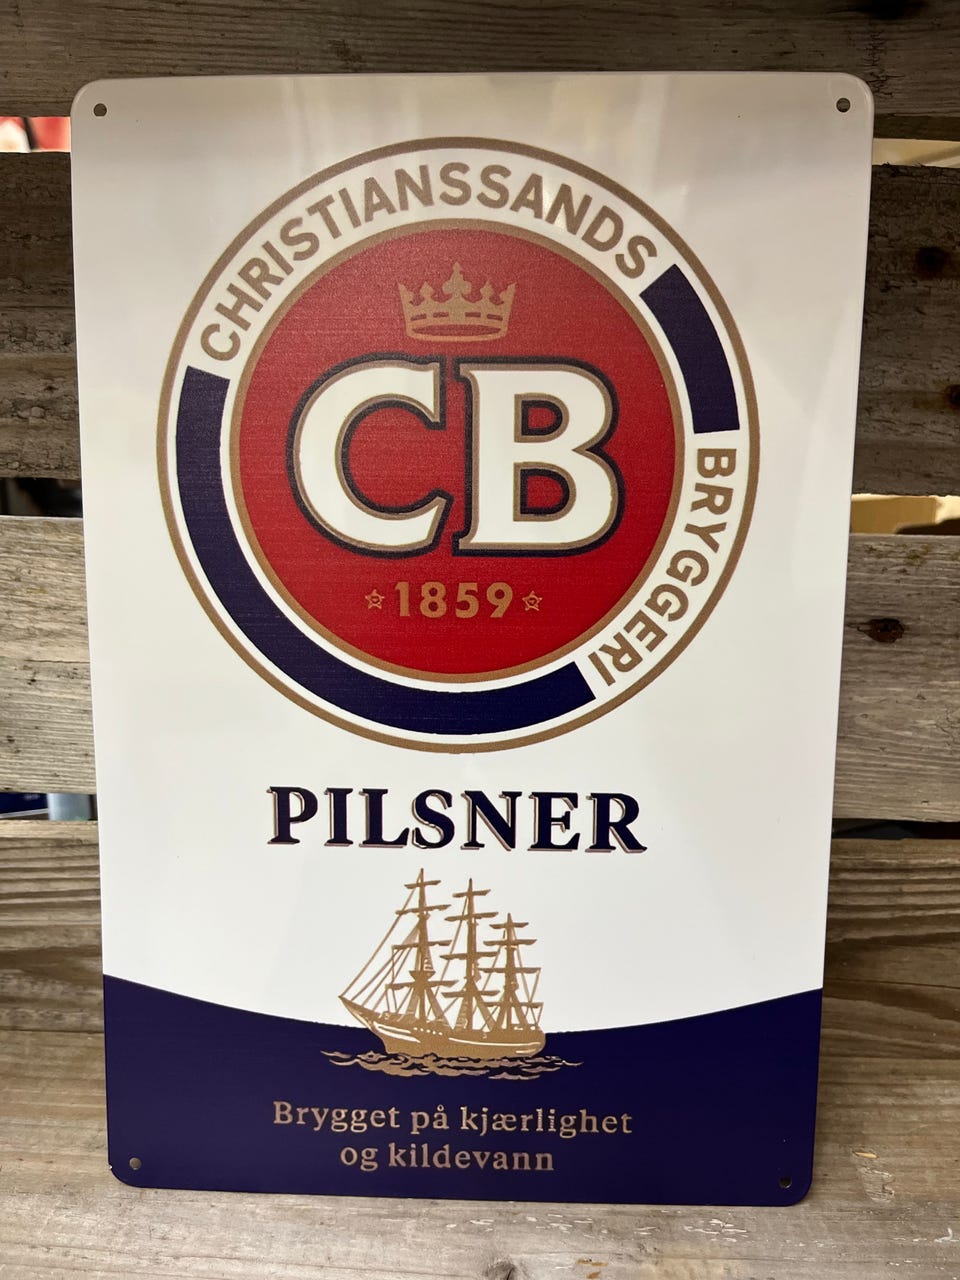 CHRISTIANSSANDS
BRYGGERI
CB
1859
PILSNER
Brygget på kjærlighet
og kildevann